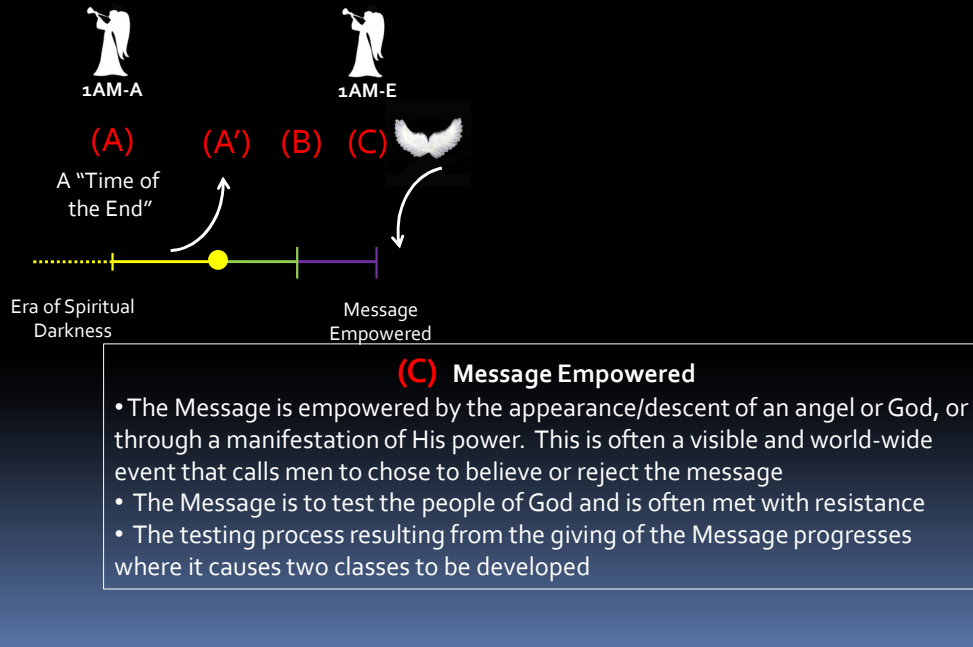 1AM-A
1AM-E
(A)
(A’)
(B)
(C)
A “Time of
the End”
Era of Spiritual
Darkness
Message
Empowered
(C) Message Empowered
• The Message is empowered by the appearance/descent of an angel or God, or
through a manifestation of His power. This is often a visible and world-wide
event that calls men to chose to believe or reject the message
• The Message is to test the people of God and is often met with resistance
• The testing process resulting from the giving of the Message progresses
where it causes two classes to be developed